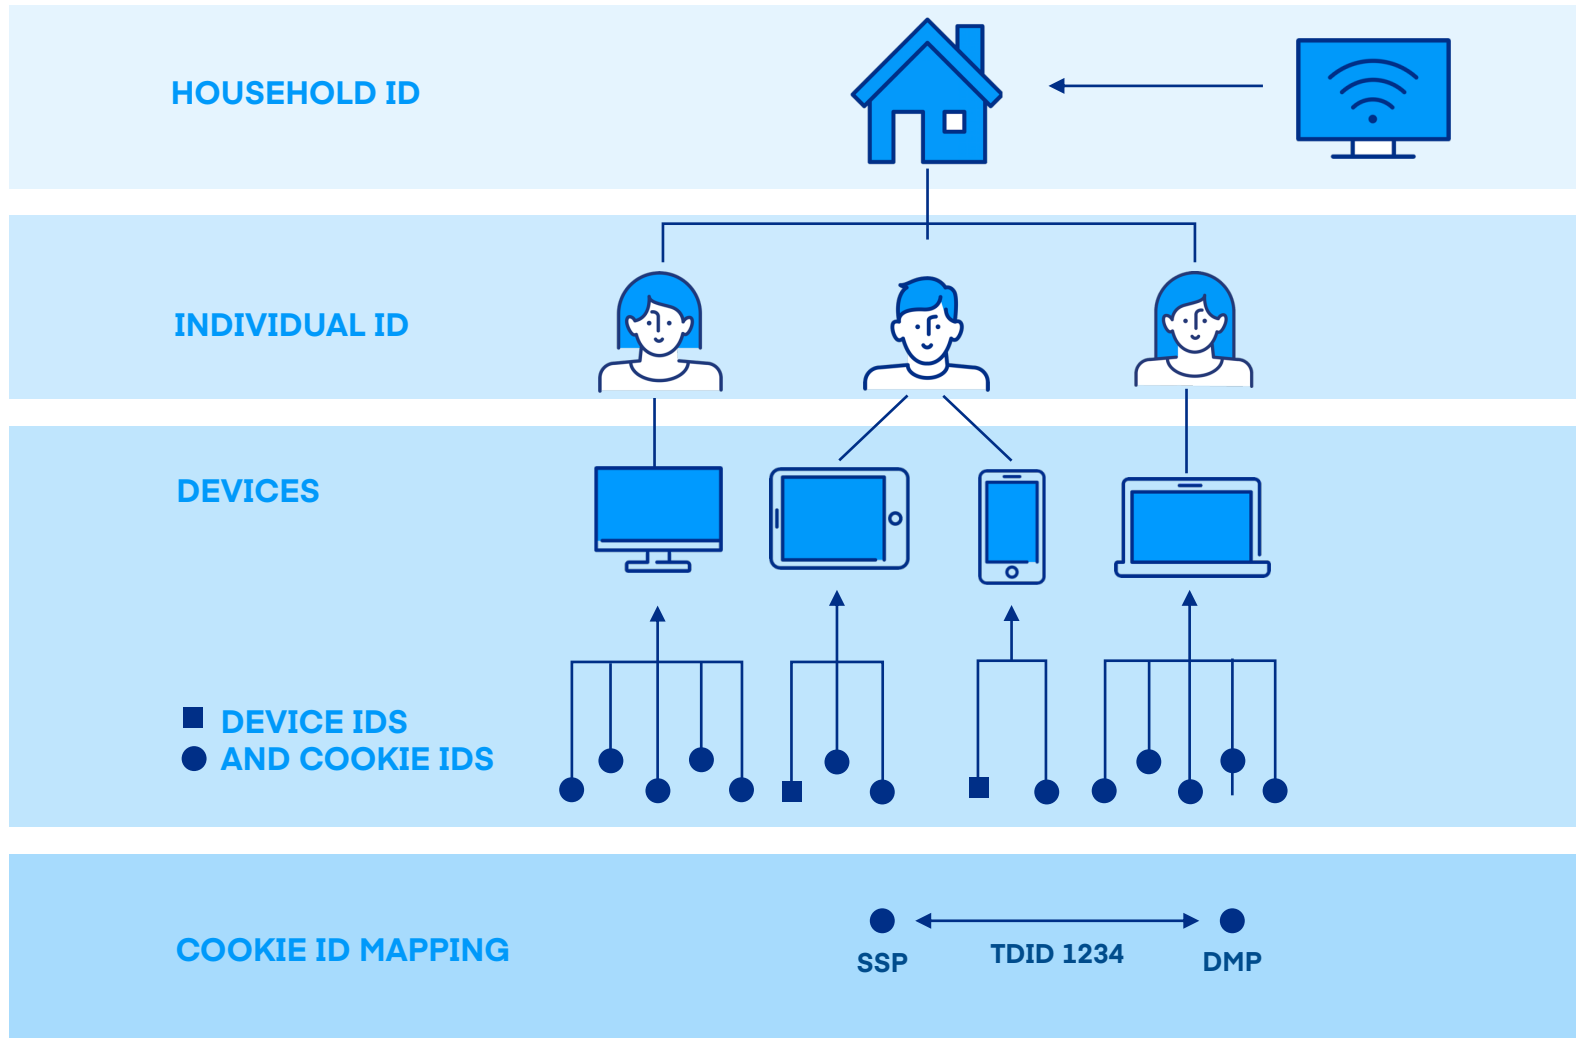 HOUSEHOLD ID
INDIVIDUAL ID
DEVICES
DEVICE IDS
AND COOKIE IDS
COOKIE ID MAPPING
SSP
TDID 1234
DMP